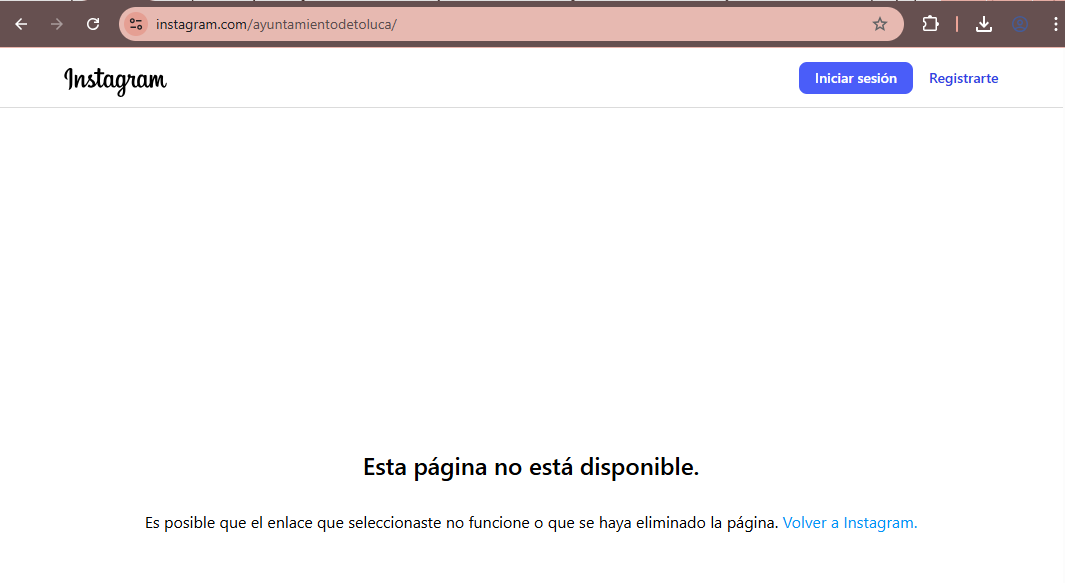 instagram.com/ayuntamientodetoluca/
Instagram
Iniciar sesión
Registrarte
Esta página no está disponible.
Es posible que el enlace que seleccionaste no funcione o que se haya eliminado la página. Volver a Instagram.